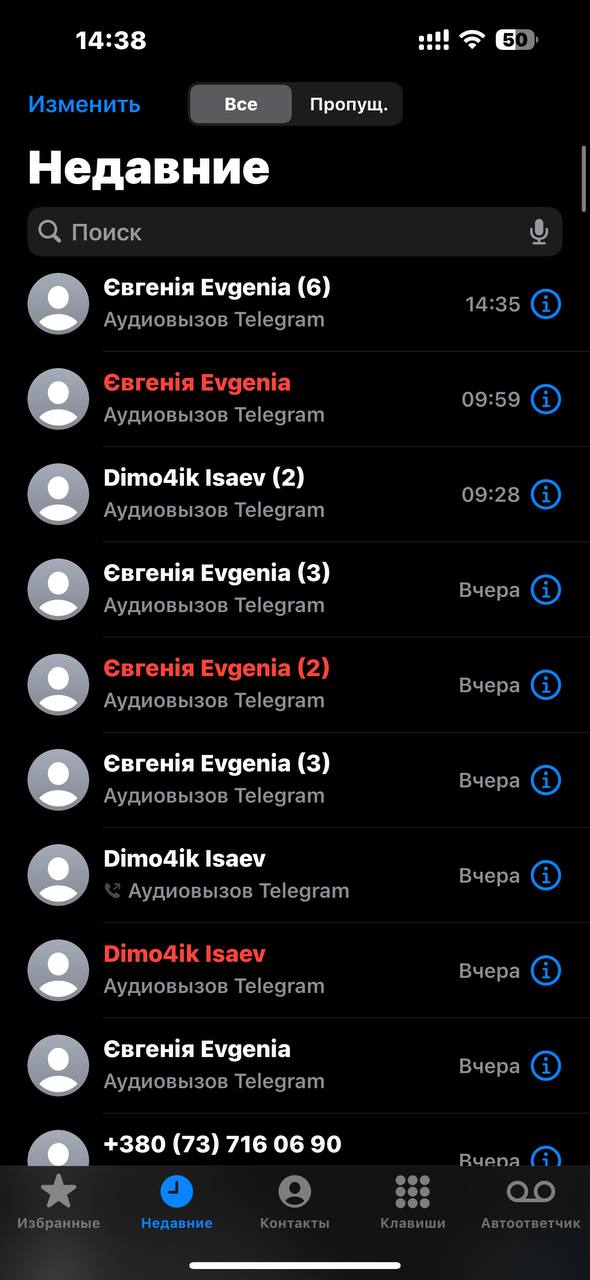 14:38
50
Изменить
Все
Пропущ.
Недавние
Поиск
Євгенія Evgenia (6)
Аудиовызов Telegram
14:35
Євгенія Evgenia
Аудиовызов Telegram
09:59
Dimo4ik Isaev (2)
Аудиовызов Telegram
09:28
Євгенія Evgenia (3)
Аудиовызов Telegram
Вчера
Євгенія Evgenia (2)
Аудиовызов Telegram
Вчера
Євгенія Evgenia (3)
Аудиовызов Telegram
Вчера
Dimo4ik Isaev
Аудиовызов Telegram
Вчера
Dimo4ik Isaev
Аудиовызов Telegram
Вчера
Євгенія Evgenia
Аудиовызов Telegram
Вчера
+380 (73) 716 06 90
Вчера
Избранные
Недавние
Контакты
Клавиши
Автоответчик